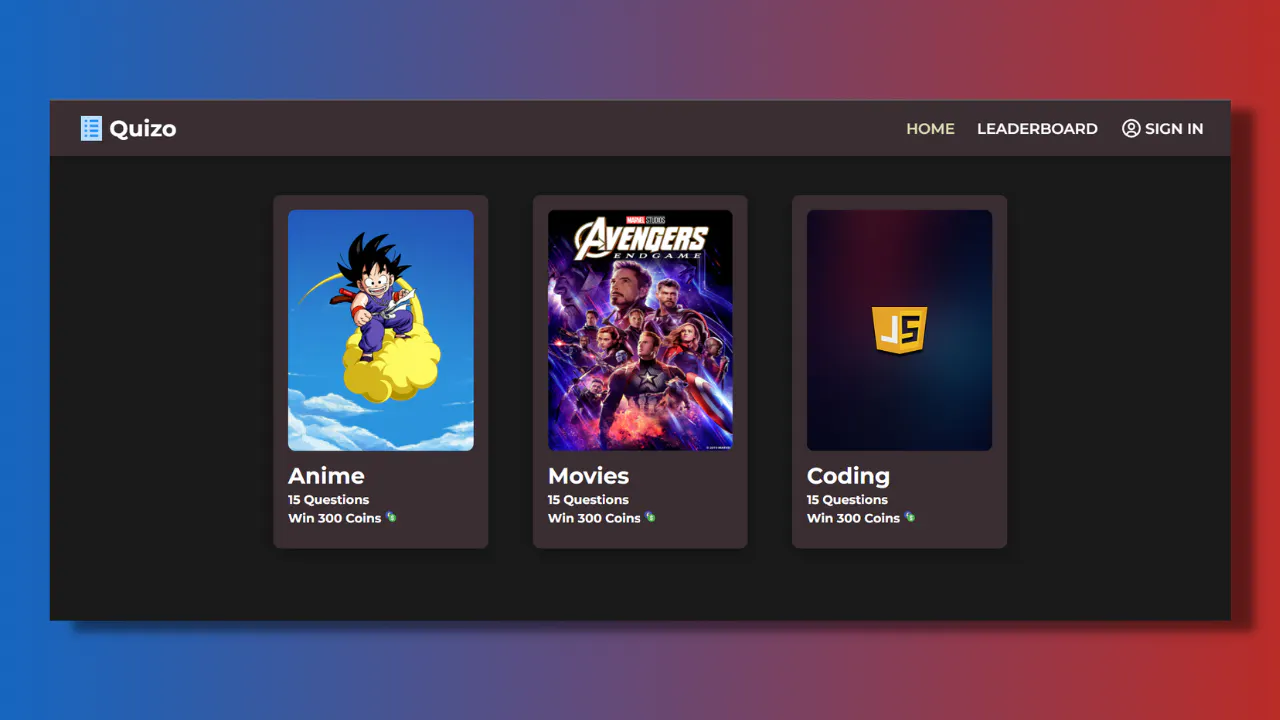 Quizo
HOME LEADERBOARD SIGN IN
MARVEL STUDIOS
AVENGERS
ENDGAME
JS
Anime
15 Questions
Win 300 Coins
Movies
15 Questions
Win 300 Coins
Coding
15 Questions
Win 300 Coins